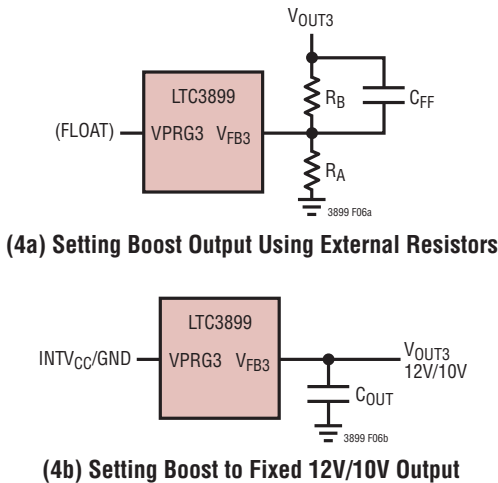 VOUT3
LTC3899
RB
CFF
(FLOAT)
VPRG3
VFB3
RA
3899 F06a
(4a) Setting Boost Output Using External Resistors
LTC3899
INTVCC/GND
VPRG3
VFB3
VOUT3
12V/10V
COUT
3899 F06b
(4b) Setting Boost to Fixed 12V/10V Output